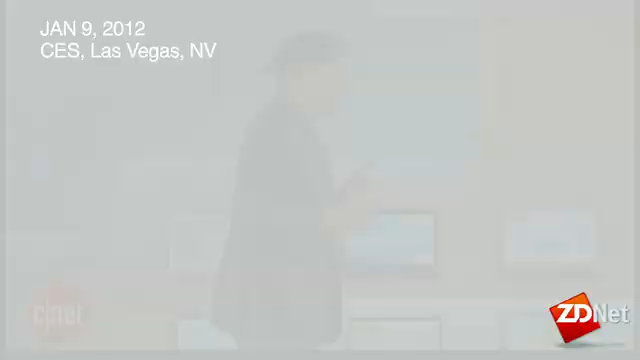 JAN 9, 2012
CES, Las Vegas, NV
cnet
ZDNet